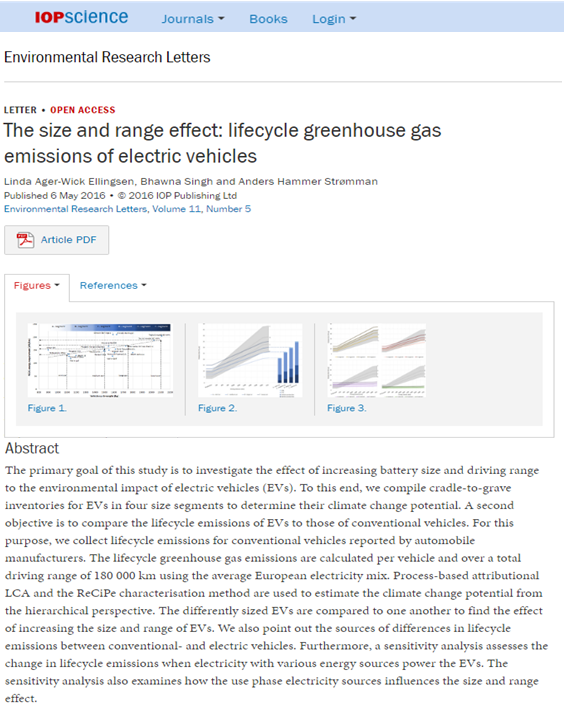 IOPscience Journals Books Login
Environmental Research Letters
LETTER • OPEN ACCESS
The size and range effect: lifecycle greenhouse gas
emissions of electric vehicles
Linda Ager-Wick Ellingsen, Bhawna Singh and Anders Hammer Strømman
Published 6 May 2016 • © 2016 IOP Publishing Ltd
Environmental Research Letters, Volume 11, Number 5
Article PDF
Figures References
Figure 1. Figure 2. Figure 3.
Abstract
The primary goal of this study is to investigate the effect of increasing battery size and driving range
to the environmental impact of electric vehicles (EVs). To this end, we compile cradle-to-grave
inventories for EVs in four size segments to determine their climate change potential. A second
objective is to compare the lifecycle emissions of EVs to those of conventional vehicles. For this
purpose, we collect lifecycle emissions for conventional vehicles reported by automobile
manufacturers. The lifecycle greenhouse gas emissions are calculated per vehicle and over a total
driving range of 180 000 km using the average European electricity mix. Process-based attributional
LCA and the ReCiPe characterisation method are used to estimate the climate change potential from
the hierarchical perspective. The differently sized EVs are compared to one another to find the effect
of increasing the size and range of EVs. We also point out the sources of differences in lifecycle
emissions between conventional- and electric vehicles. Furthermore, a sensitivity analysis assesses the
change in lifecycle emissions when electricity with various energy sources power the EVs. The
sensitivity analysis also examines how the use phase electricity sources influences the size and range
effect.